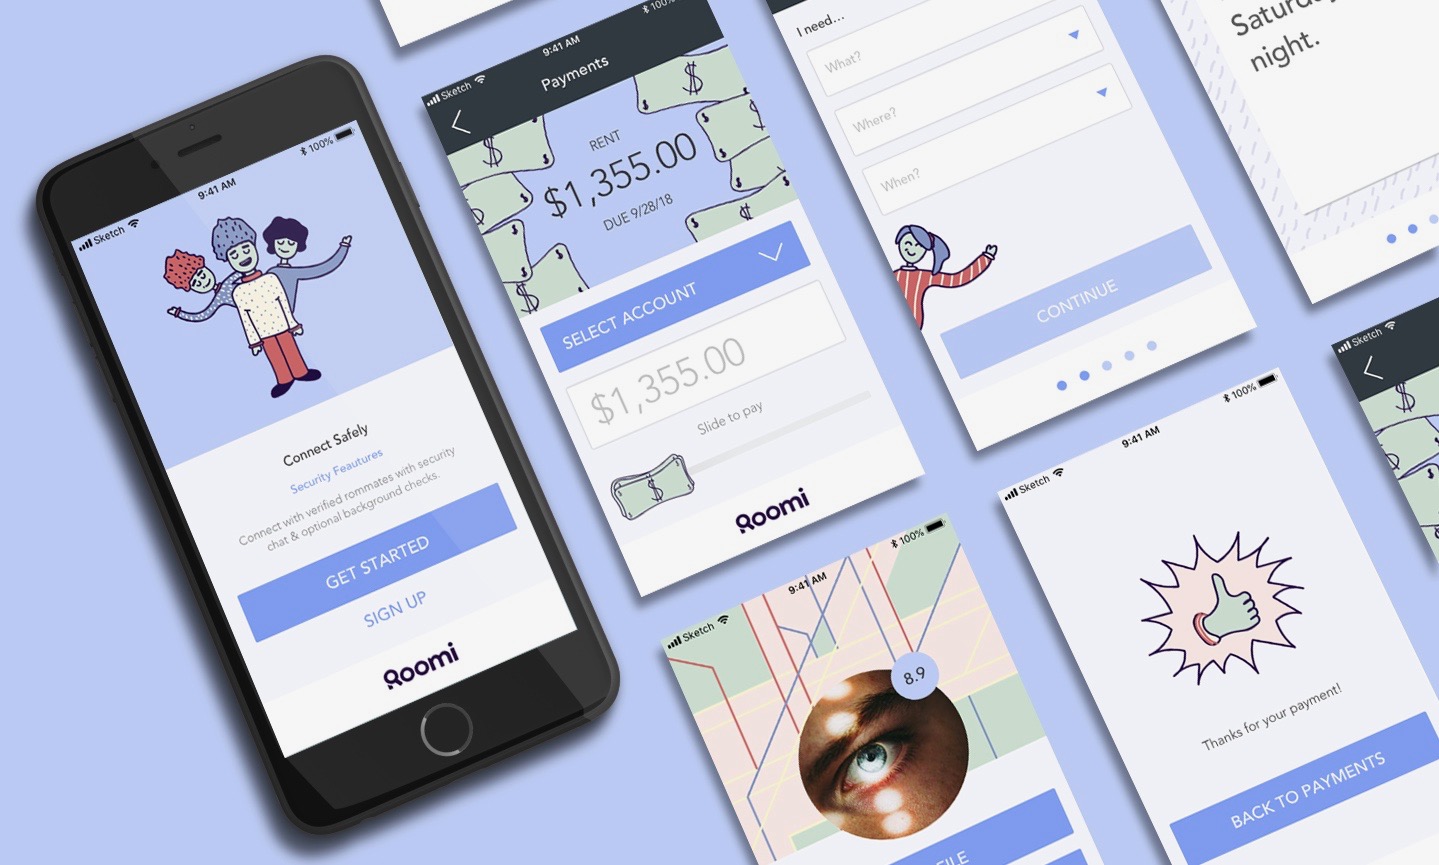 Sketch
9:41 AM
100%
Connect Safely
Security Feautures
Connect with verified rommates with security
chat & optional background checks.
GET STARTED
SIGN UP
Roomi
Sketch
9:41 AM
100%
Payments
RENT
$1,355.00
DUE 9/28/18
SELECT ACCOUNT
$1,355.00
Slide to pay
Roomi
I need...
What?
Where?
When?
CONTINUE
night.
Sketch
9:41 AM
100%
8.9
Sketch
9:41 AM
100%
Thanks for your payment!
BACK TO PAYMENTS
Sketch